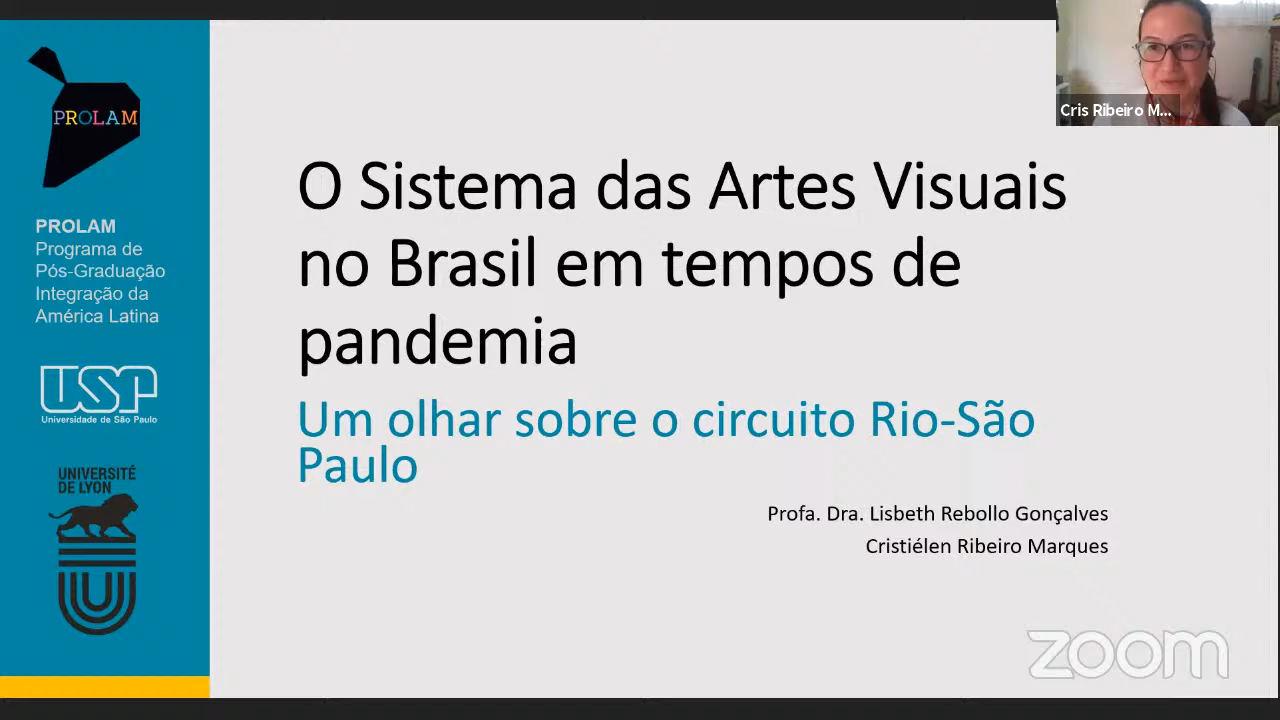 PROLAM
PROLAM
Programa de
Pós-Graduação
Integração da
América Latina
USP
Universidade de São Paulo
UNIVERSITÉ
DE LYON
O Sistema das Artes Visuais
no Brasil em tempos de
pandemia
Um olhar sobre o circuito Rio-São
Paulo
Profa. Dra. Lisbeth Rebollo Gonçalves
Cristiélen Ribeiro Marques
Cris Ribeiro M...
zoom